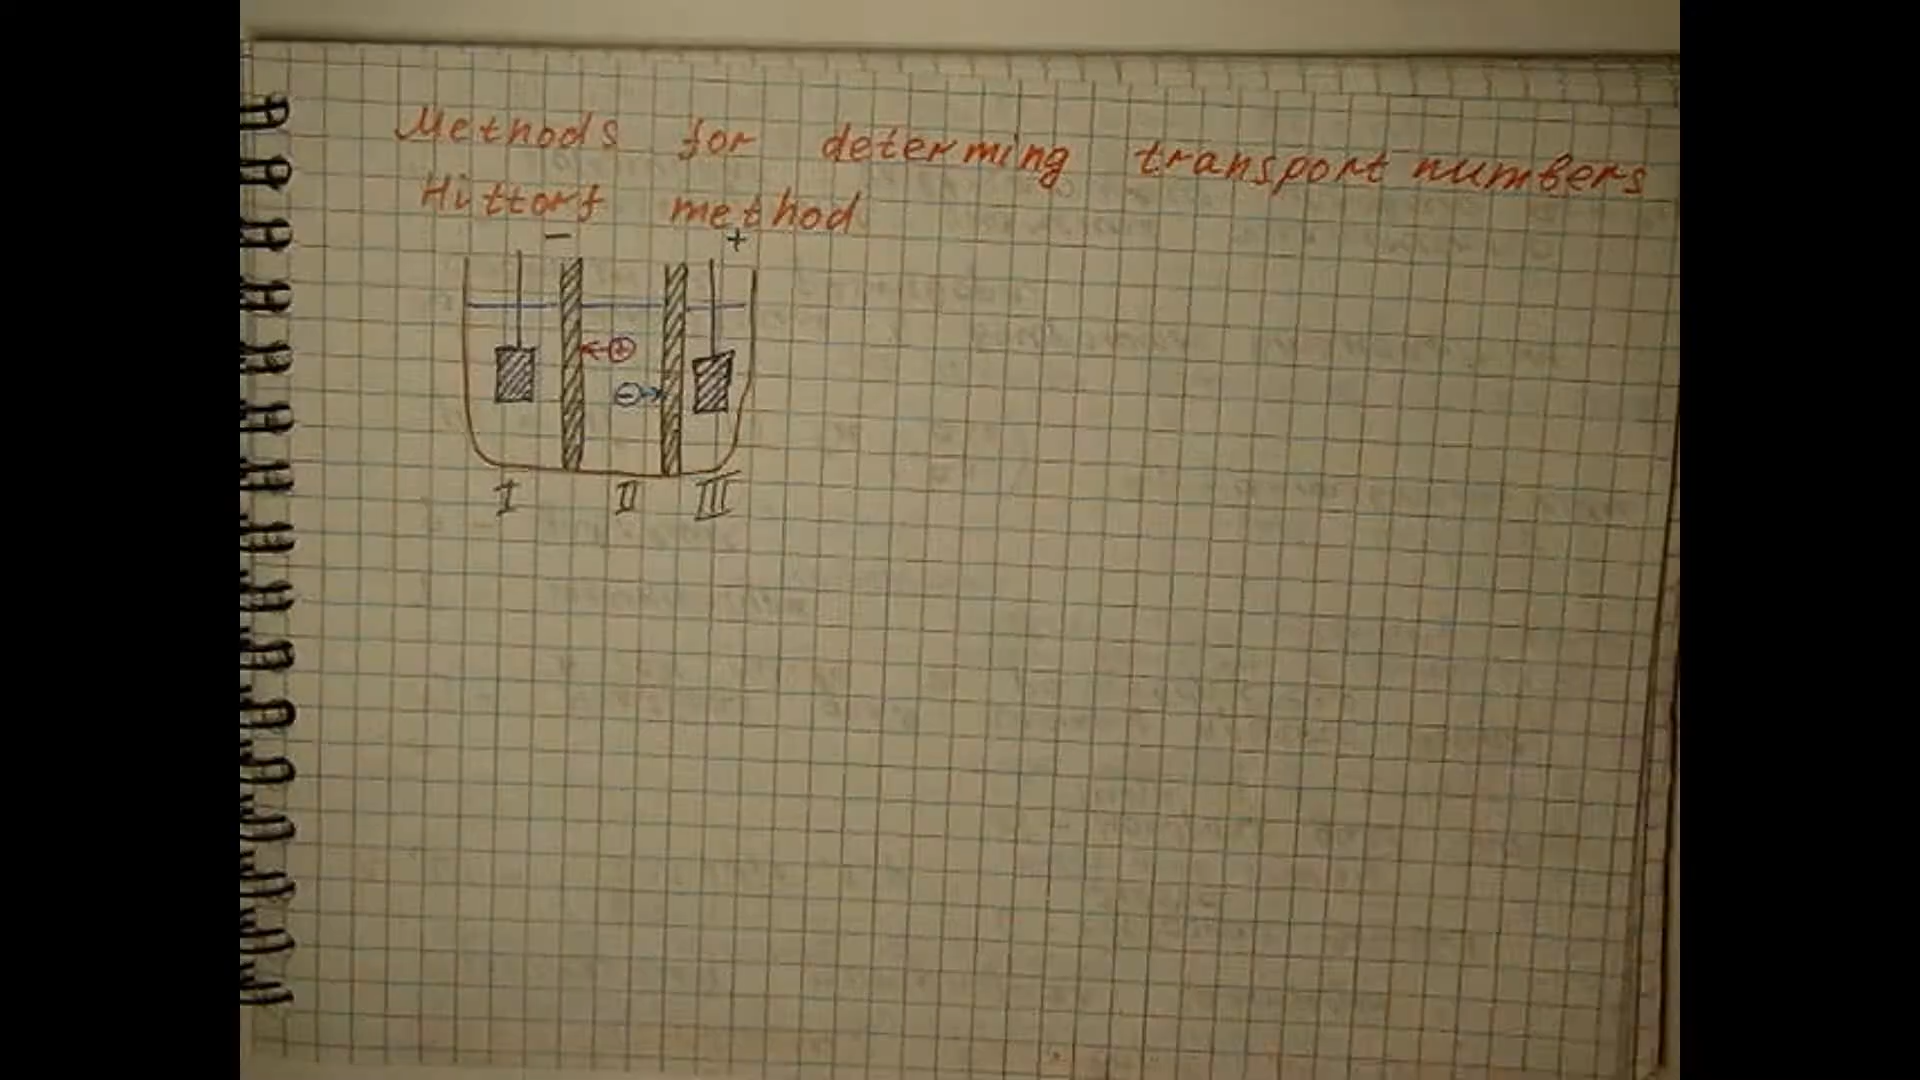 Methods for determing transport numbers
Hittorf method
− +
⊕
⊖
I II III